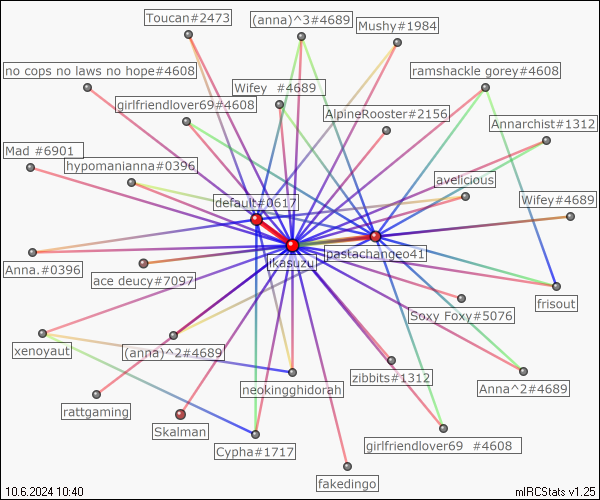 Toucan#2473
(anna)^3#4689
Mushy#1984
no cops no laws no hope#4608
ramshackle gorey#4608
Wifey  #4689
girlfriendlover69#4608
AlpineRooster#2156
Annarchist#1312
Mad #6901
hypomanianna#0396
avelicious
default#0617
Wifey#4689
pastachangeo41
ikasuzu
Anna.#0396
ace deucy#7097
frisout
Soxy Foxy#5076
xenoyaut
(anna)^2#4689
zibbits#1312
neokingghidorah
Anna^2#4689
rattgaming
Skalman
girlfriendlover69  #4608
Cypha#1717
fakedingo
10.6.2024 10:40
mIRCStats v1.25